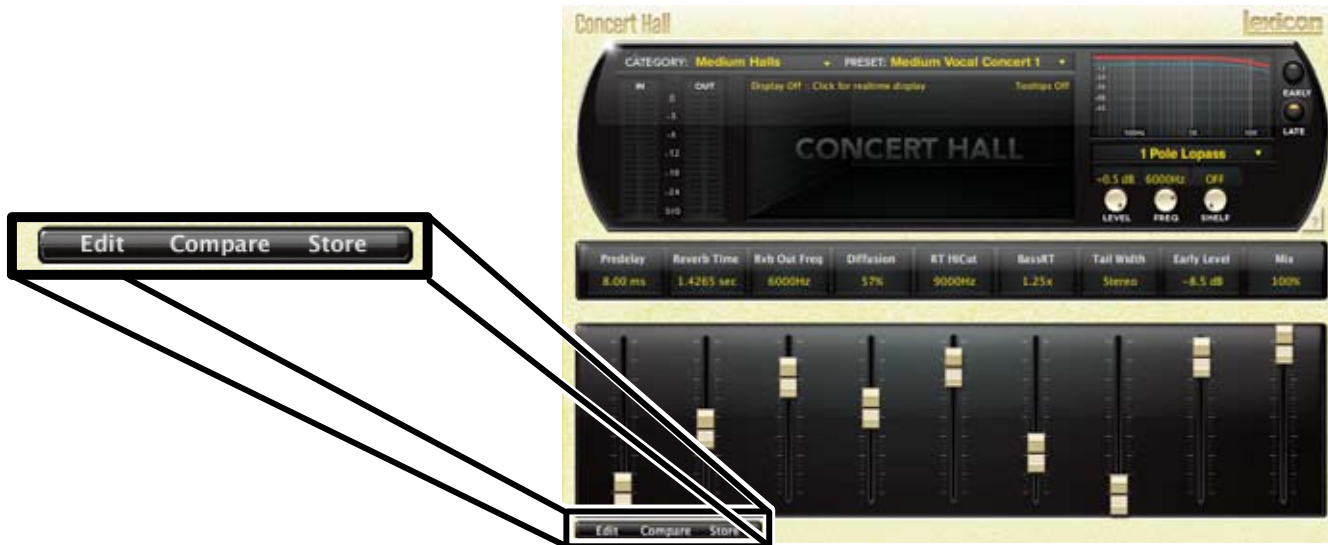 Concert Hall
lexicon
CATEGORY: Medium Halls
PRESET: Medium Vocal Concert 1
IN OUT
Display Off : Click for realtime display
Tooltips Off
0
-3
-6
-12
-18
-24
CONCERT HALL
EARLY
LATE
100Hz 1K 10K
1 Pole Lopass
-0.5 dB 6000Hz OFF
LEVEL FREQ SHELF
?
Edit Compare Store
Predelay Reverb Time Rvb Out Freq Diffusion RT HiCut BassRT Tail Width Early Level Mix
8.00 ms 1.4265 sec 6000Hz 57% 9000Hz 1.25x Stereo -8.5 dB 100%
Edit Compare Store